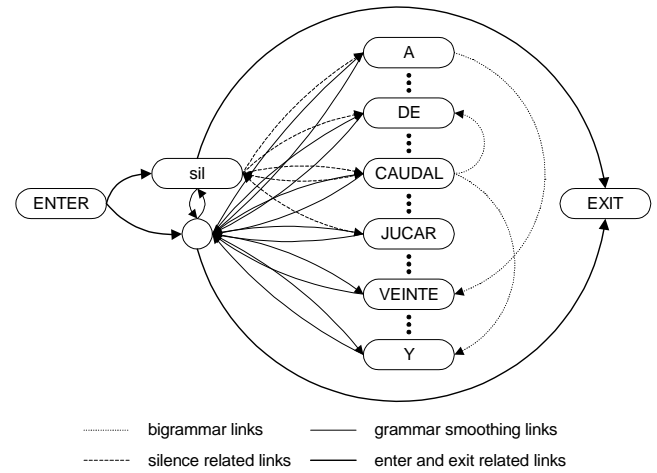 A
DE
sil
CAUDAL
ENTER
EXIT
JUCAR
VEINTE
Y
bigrammar links
grammar smoothing links
silence related links
enter and exit related links